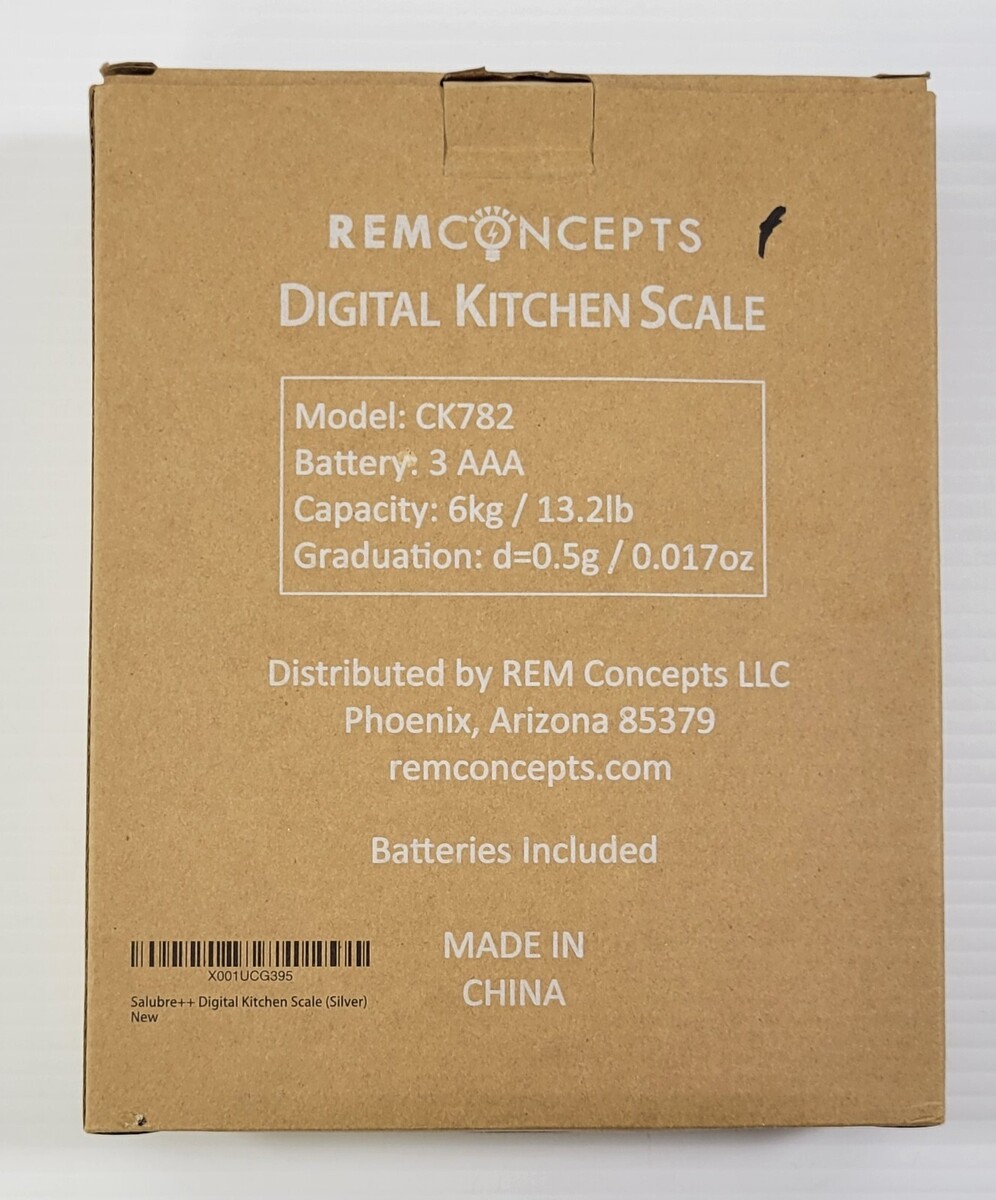 REMCONCEPTS
DIGITAL KITCHEN SCALE
Model: CK782
Battery: 3 AAA
Capacity: 6kg / 13.2lb
Graduation: d=0.5g / 0.017oz
Distributed by REM Concepts LLC
Phoenix, Arizona 85379
remconcepts.com
Batteries Included
MADE IN
CHINA
X001UCG395
Salubre++ Digital Kitchen Scale (Silver)
New